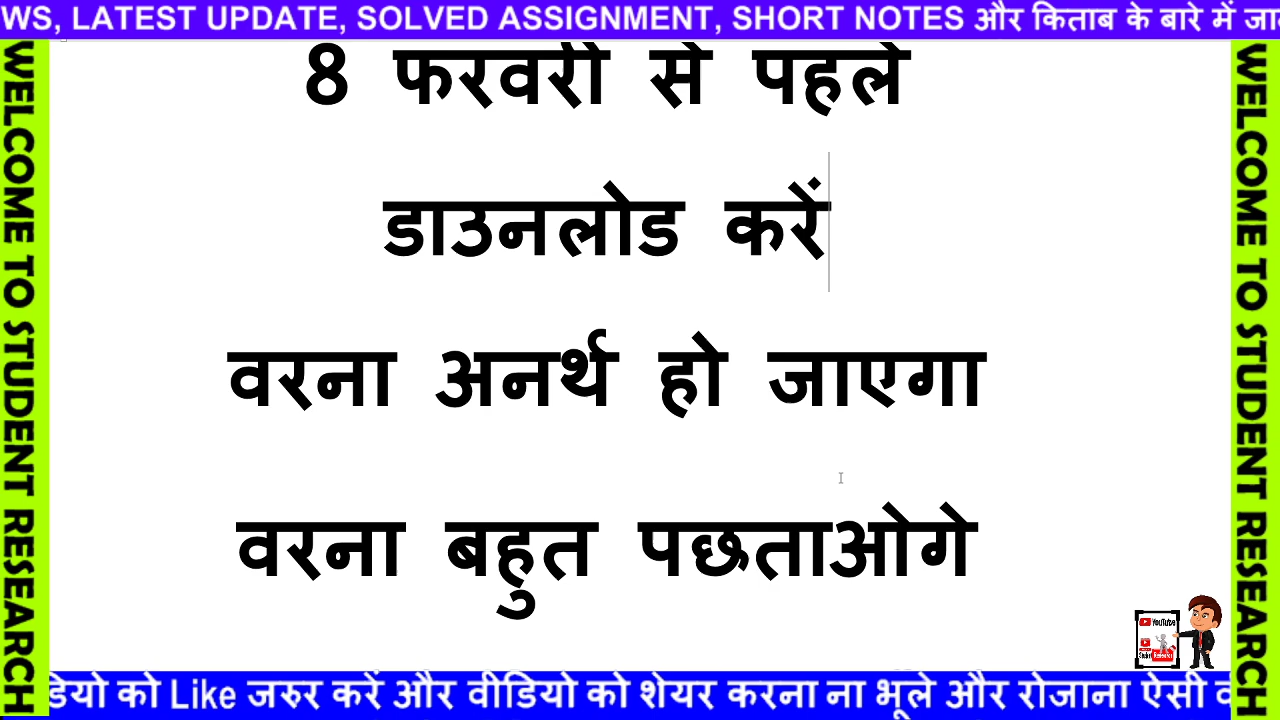 WS, LATEST UPDATE, SOLVED ASSIGNMENT, SHORT NOTES और किताब के बारे में जा
WELCOME TO STUDENT RESEARCH
8 फरवरी से पहले
डाउनलोड करें
वरना अनर्थ हो जाएगा
वरना बहुत पछताओगे
WELCOME TO STUDENT RESEARCH
YouTube
डियो को Like जरुर करें और वीडियो को शेयर करना ना भूले और रोजाना ऐसी